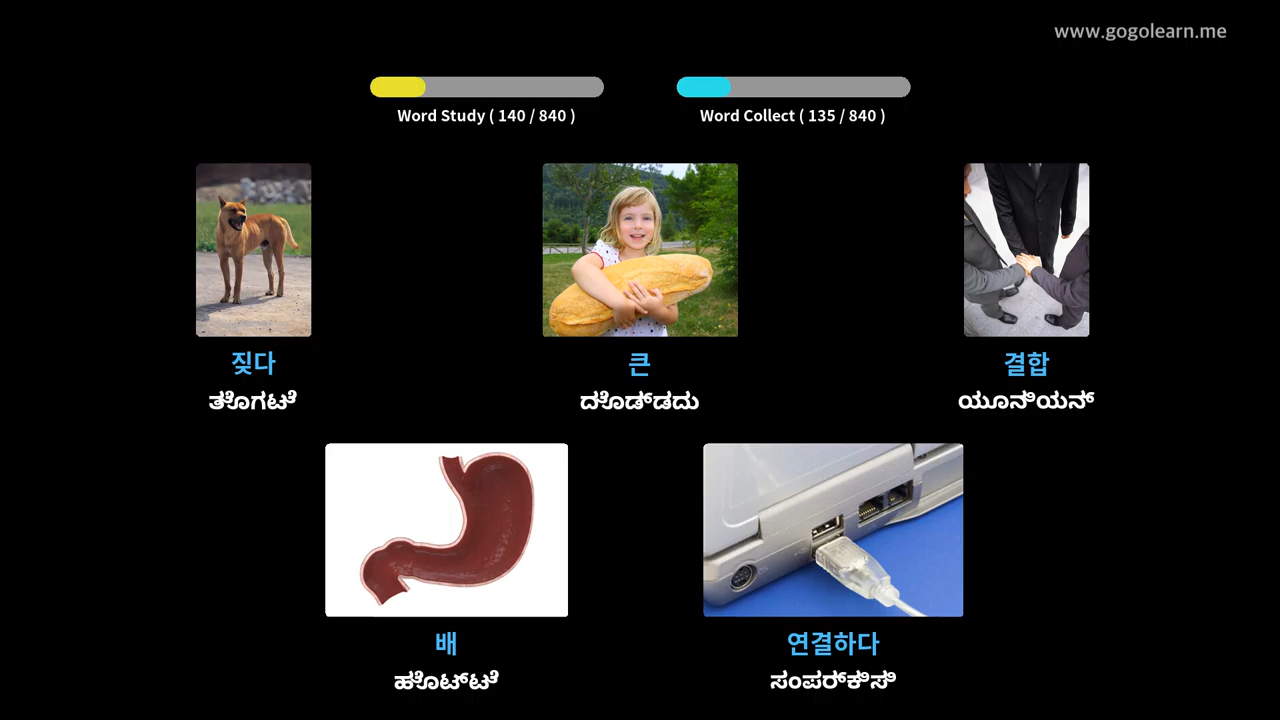 www.gogolearn.me
Word Study ( 140 / 840 )
Word Collect ( 135 / 840 )
짖다
ತೊಗಟೆ
큰
ದೊಡ್ಡದು
결합
ಯೂನಿಯನ್
배
ಹೊಟ್ಟೆ
연결하다
ಸಂಪರ್ಕಿಸಿ